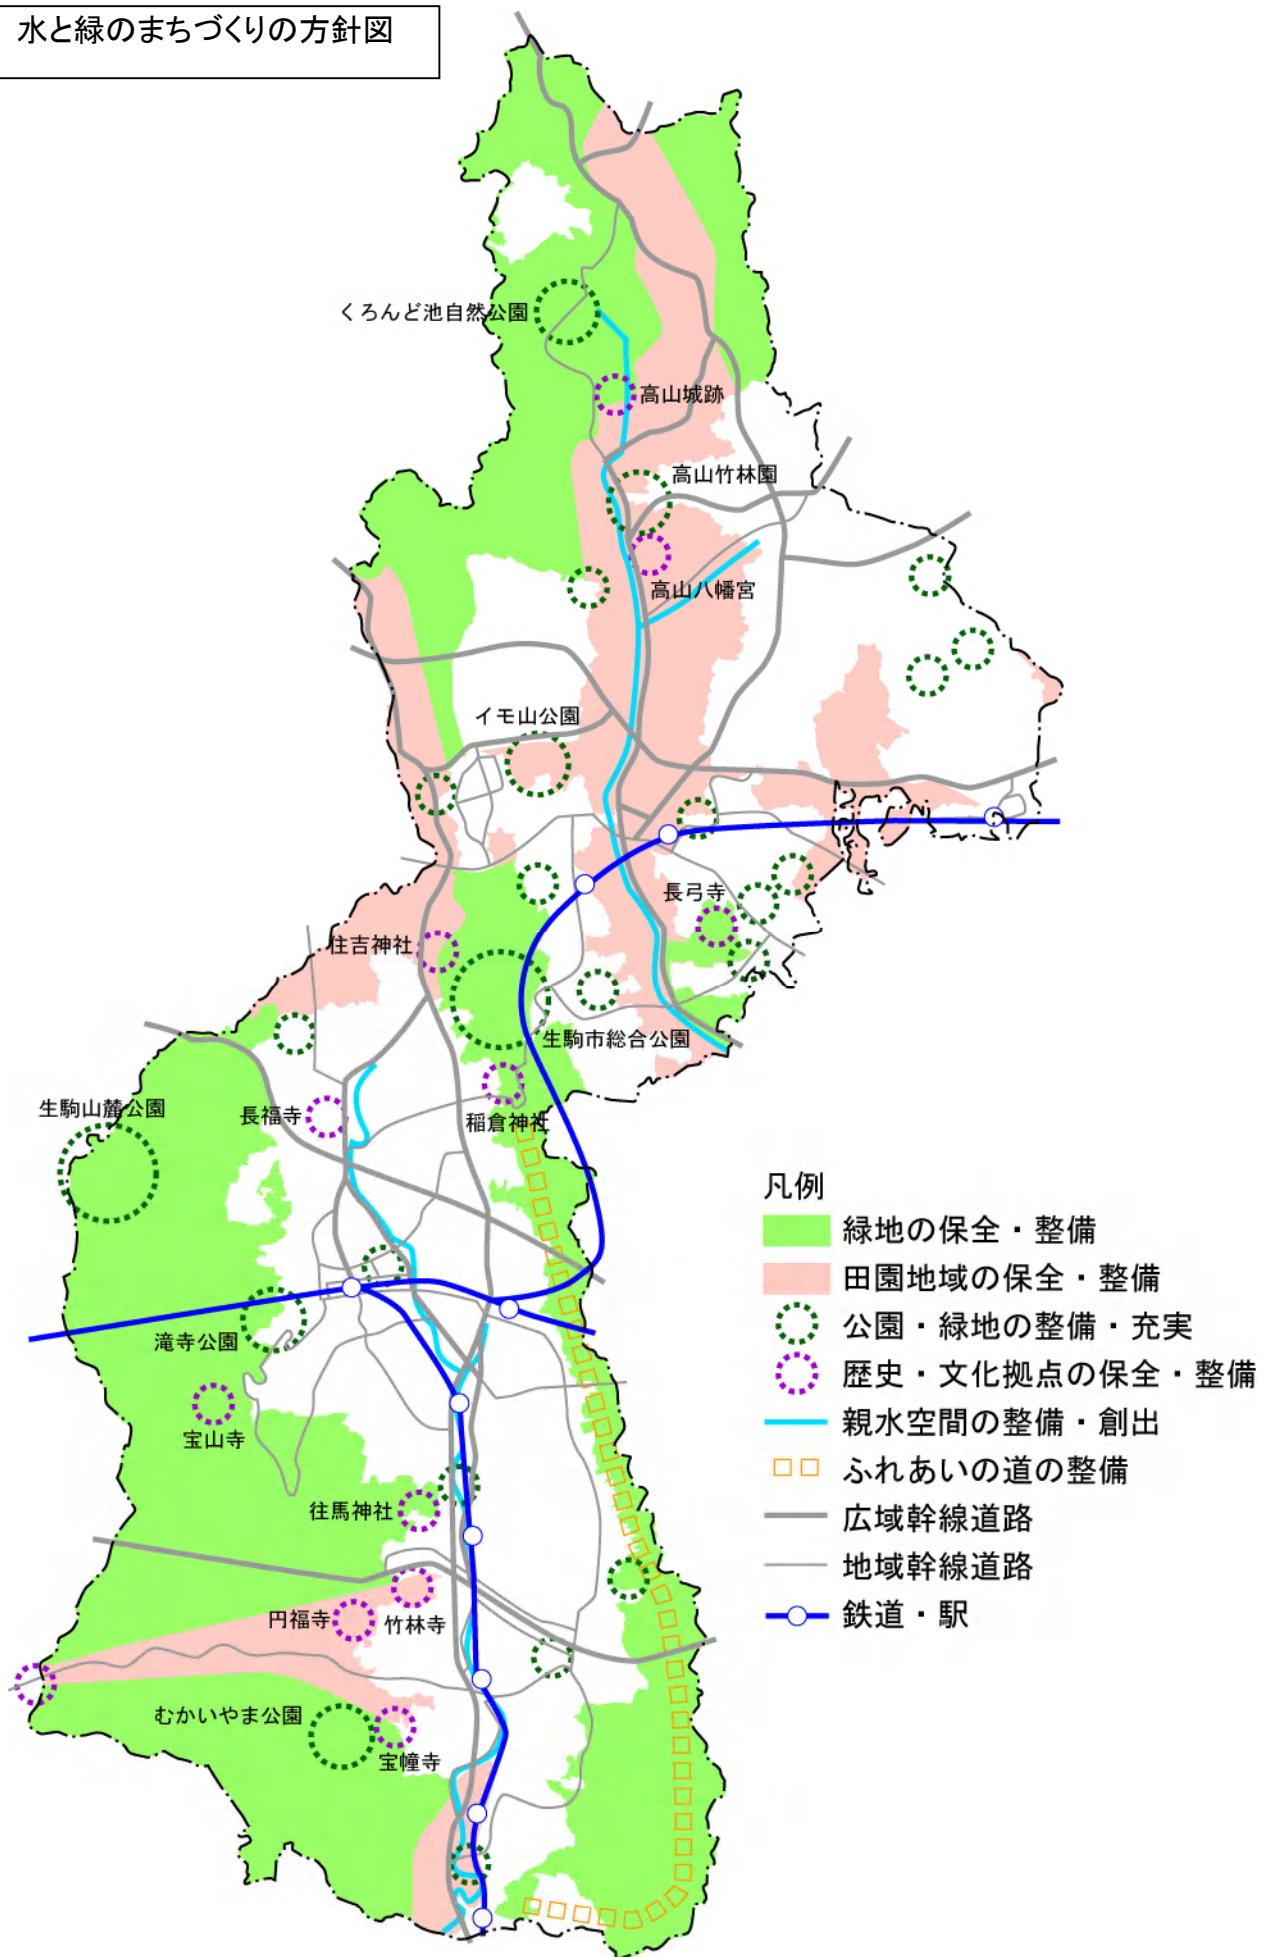 水と緑のまちづくりの方針図
くろんど池自然公園
高山城跡
高山竹林園
高山八幡宮
イモ山公園
長弓寺
住吉神社
生駒市総合公園
稲倉神社
長福寺
生駒山麓公園
滝寺公園
宝山寺
往馬神社
円福寺
竹林寺
むかいやま公園
宝幢寺
凡例
緑地の保全・整備
田園地域の保全・整備
公園・緑地の整備・充実
歴史・文化拠点の保全・整備
親水空間の整備・創出
ふれあいの道の整備
広域幹線道路
地域幹線道路
鉄道・駅